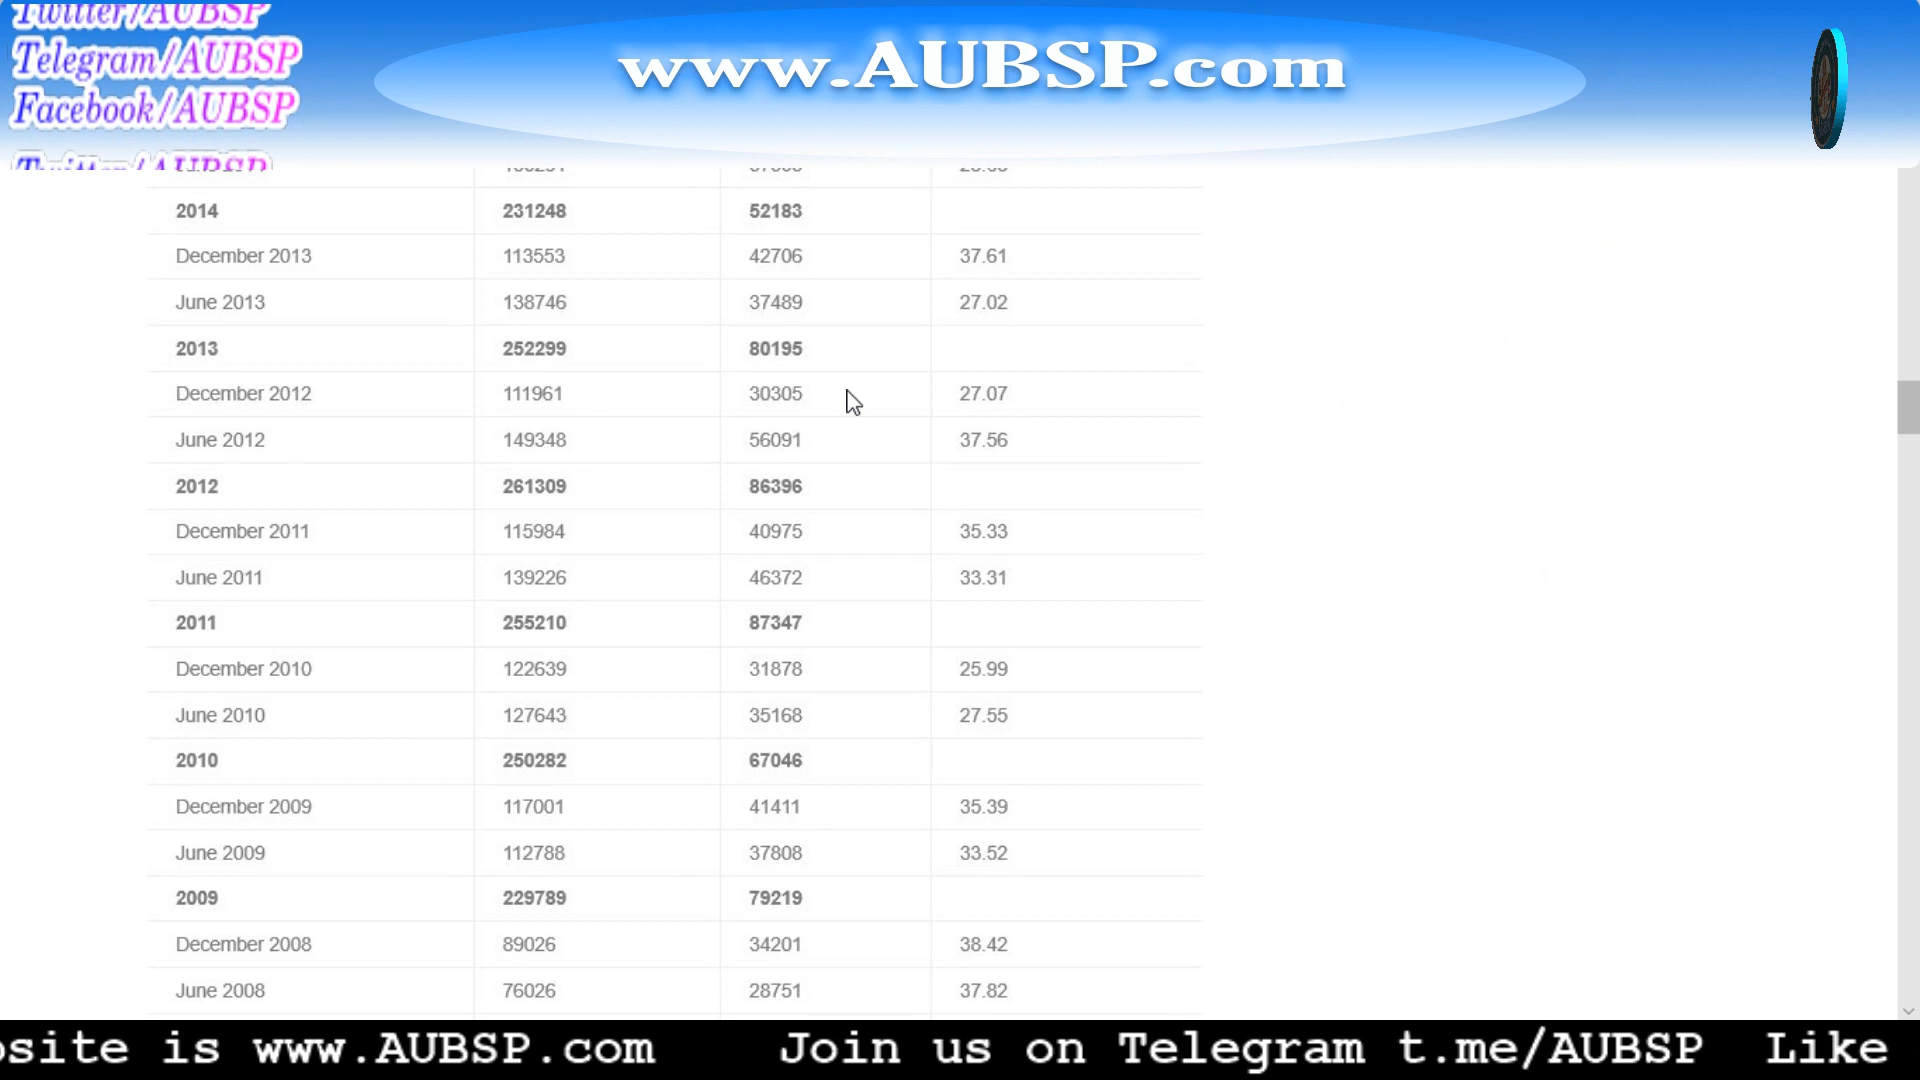 Twitter/AUBSP
Telegram/AUBSP
Facebook/AUBSP
Twitter/AUBSP
www.AUBSP.com
2014 231248 52183
December 2013 113553 42706 37.61
June 2013 138746 37489 27.02
2013 252299 80195
December 2012 111961 30305 27.07
June 2012 149348 56091 37.56
2012 261309 86396
December 2011 115984 40975 35.33
June 2011 139226 46372 33.31
2011 255210 87347
December 2010 122639 31878 25.99
June 2010 127643 35168 27.55
2010 250282 67046
December 2009 117001 41411 35.39
June 2009 112788 37808 33.52
2009 229789 79219
December 2008 89026 34201 38.42
June 2008 76026 28751 37.82
osite is www.AUBSP.com Join us on Telegram t.me/AUBSP Like